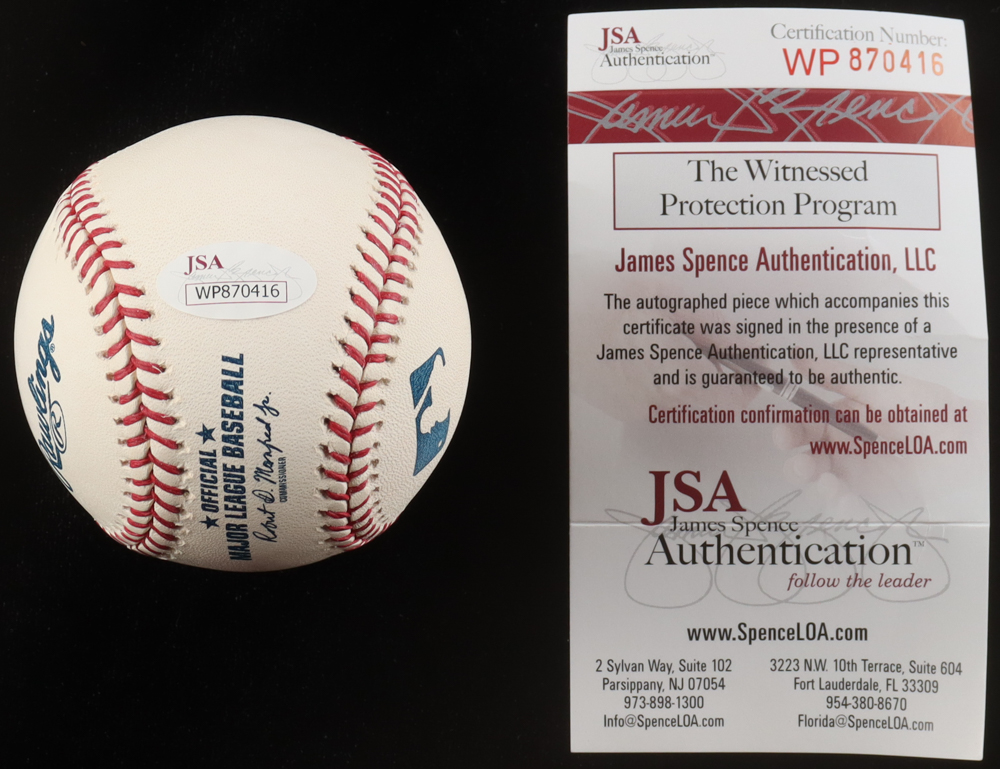 Rawlings
®
JSA
WP870416
★ OFFICIAL ★
MAJOR LEAGUE BASEBALL
Robert D. Manfred Jr.
COMMISSIONER
JSA
James Spence
Authentication
Certification Number:
WP 870416
James Spence
The Witnessed
Protection Program
James Spence Authentication, LLC
The autographed piece which accompanies this
certificate was signed in the presence of a
James Spence Authentication, LLC representative
and is guaranteed to be authentic.
Certification confirmation can be obtained at
www.SpenceLOA.com
JSA
James Spence
Authentication™
follow the leader
www.SpenceLOA.com
2 Sylvan Way, Suite 102
Parsippany, NJ 07054
973-898-1300
Info@SpenceLOA.com
3223 N.W. 10th Terrace, Suite 604
Fort Lauderdale, FL 33309
954-380-8670
Florida@SpenceLOA.com